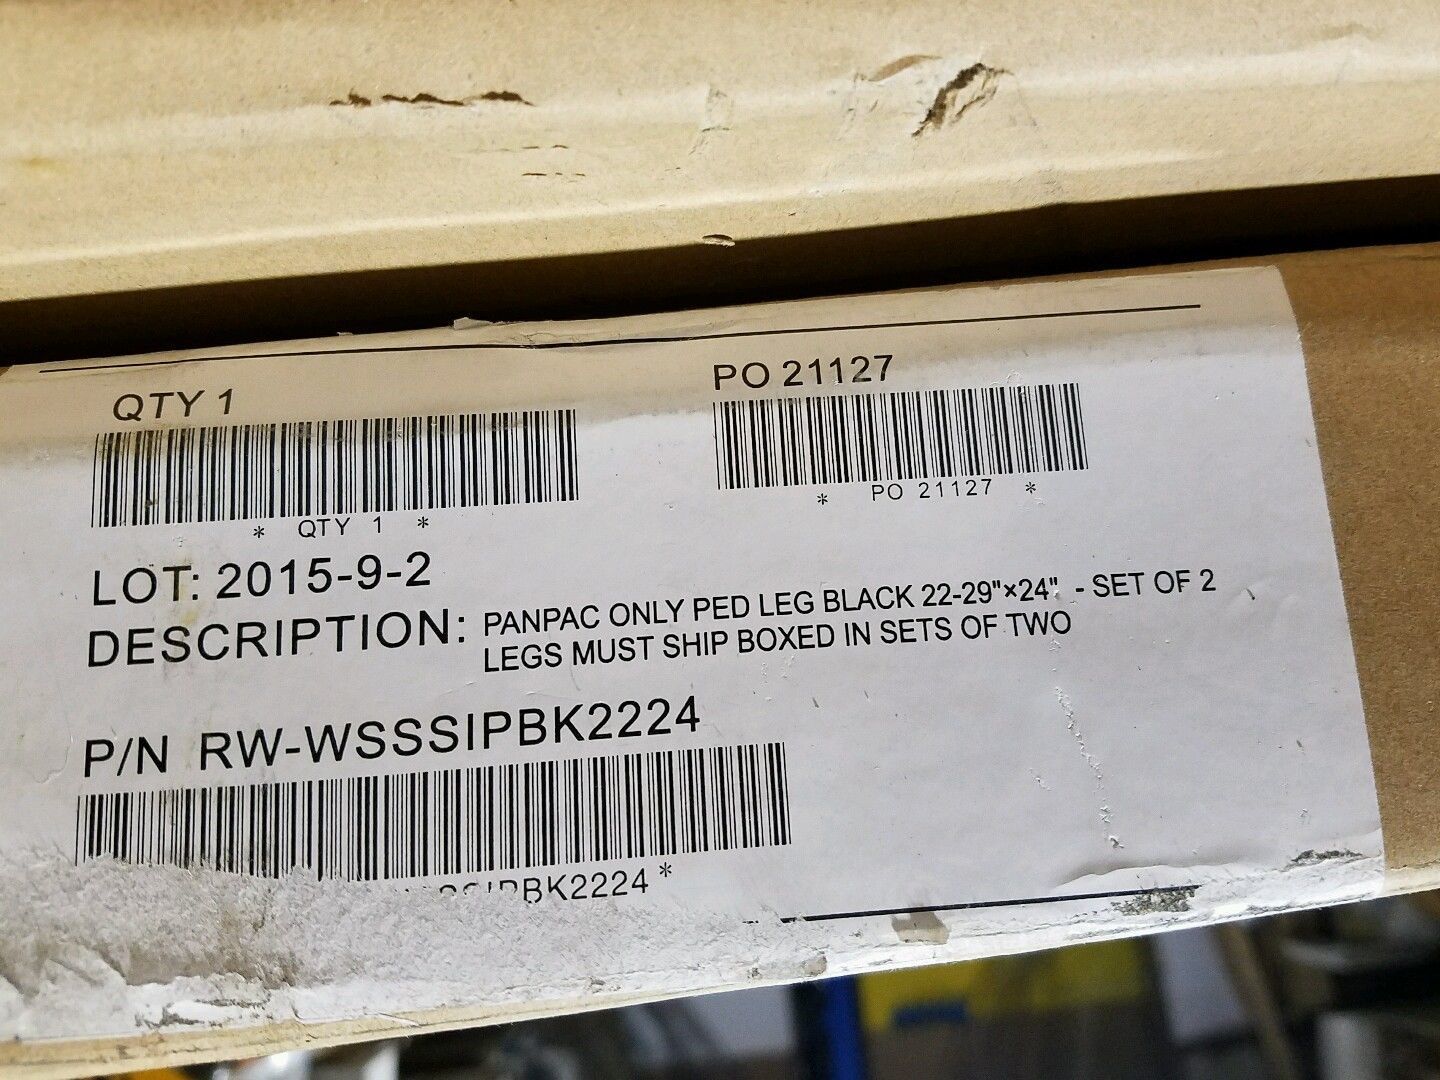 QTY 1
PO 21127
* QTY 1 *
* PO 21127 *
LOT: 2015-9-2
DESCRIPTION: PANPAC ONLY PED LEG BLACK 22-29"×24" - SET OF 2
LEGS MUST SHIP BOXED IN SETS OF TWO
P/N RW-WSSSIPBK2224
SSIPBK2224 *